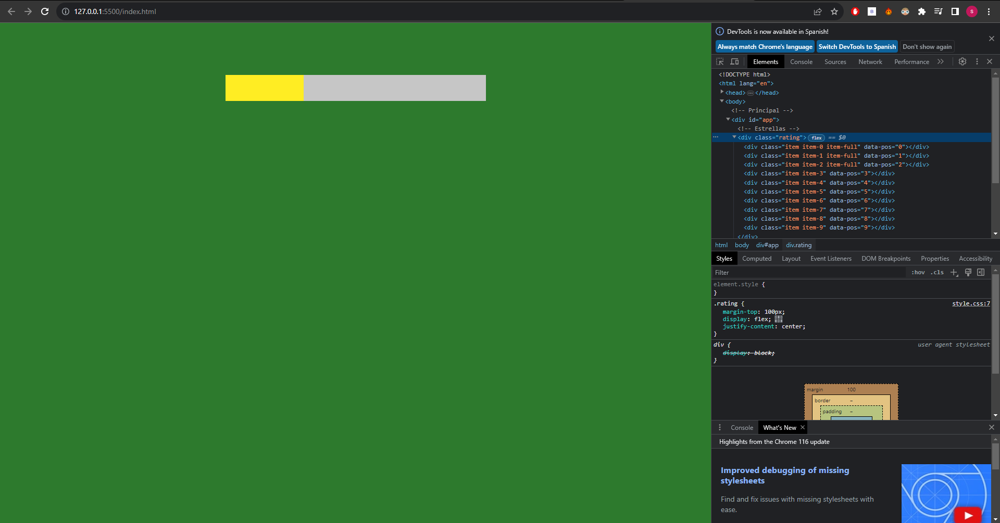 127.0.0.1:5500/index.html
B
S
DevTools is now available in Spanish!
Always match Chrome's language
Switch DevTools to Spanish
Don't show again
Elements
Console
Sources
Network
Performance
<!DOCTYPE html>
<html lang="en">
<head>…</head>
<body>
<!-- Principal -->
<div id="app">
<!-- Estrellas -->
<div class="rating"> flex == $0
<div class="item item-0 item-full" data-pos="0"></div>
<div class="item item-1 item-full" data-pos="1"></div>
<div class="item item-2 item-full" data-pos="2"></div>
<div class="item item-3" data-pos="3"></div>
<div class="item item-4" data-pos="4"></div>
<div class="item item-5" data-pos="5"></div>
<div class="item item-6" data-pos="6"></div>
<div class="item item-7" data-pos="7"></div>
<div class="item item-8" data-pos="8"></div>
<div class="item item-9" data-pos="9"></div>
</div>
html body div#app div.rating
Styles
Computed
Layout
Event Listeners
DOM Breakpoints
Properties
Accessibility
Filter :hov .cls
element.style {
}
.rating { style.css:7
margin-top: 100px;
display: flex;
justify-content: center;
}
div { user agent stylesheet
display: block;
}
margin 100
border –
padding –
Console
What's New
Highlights from the Chrome 116 update
Improved debugging of missing
stylesheets
Find and fix issues with missing stylesheets with
ease.